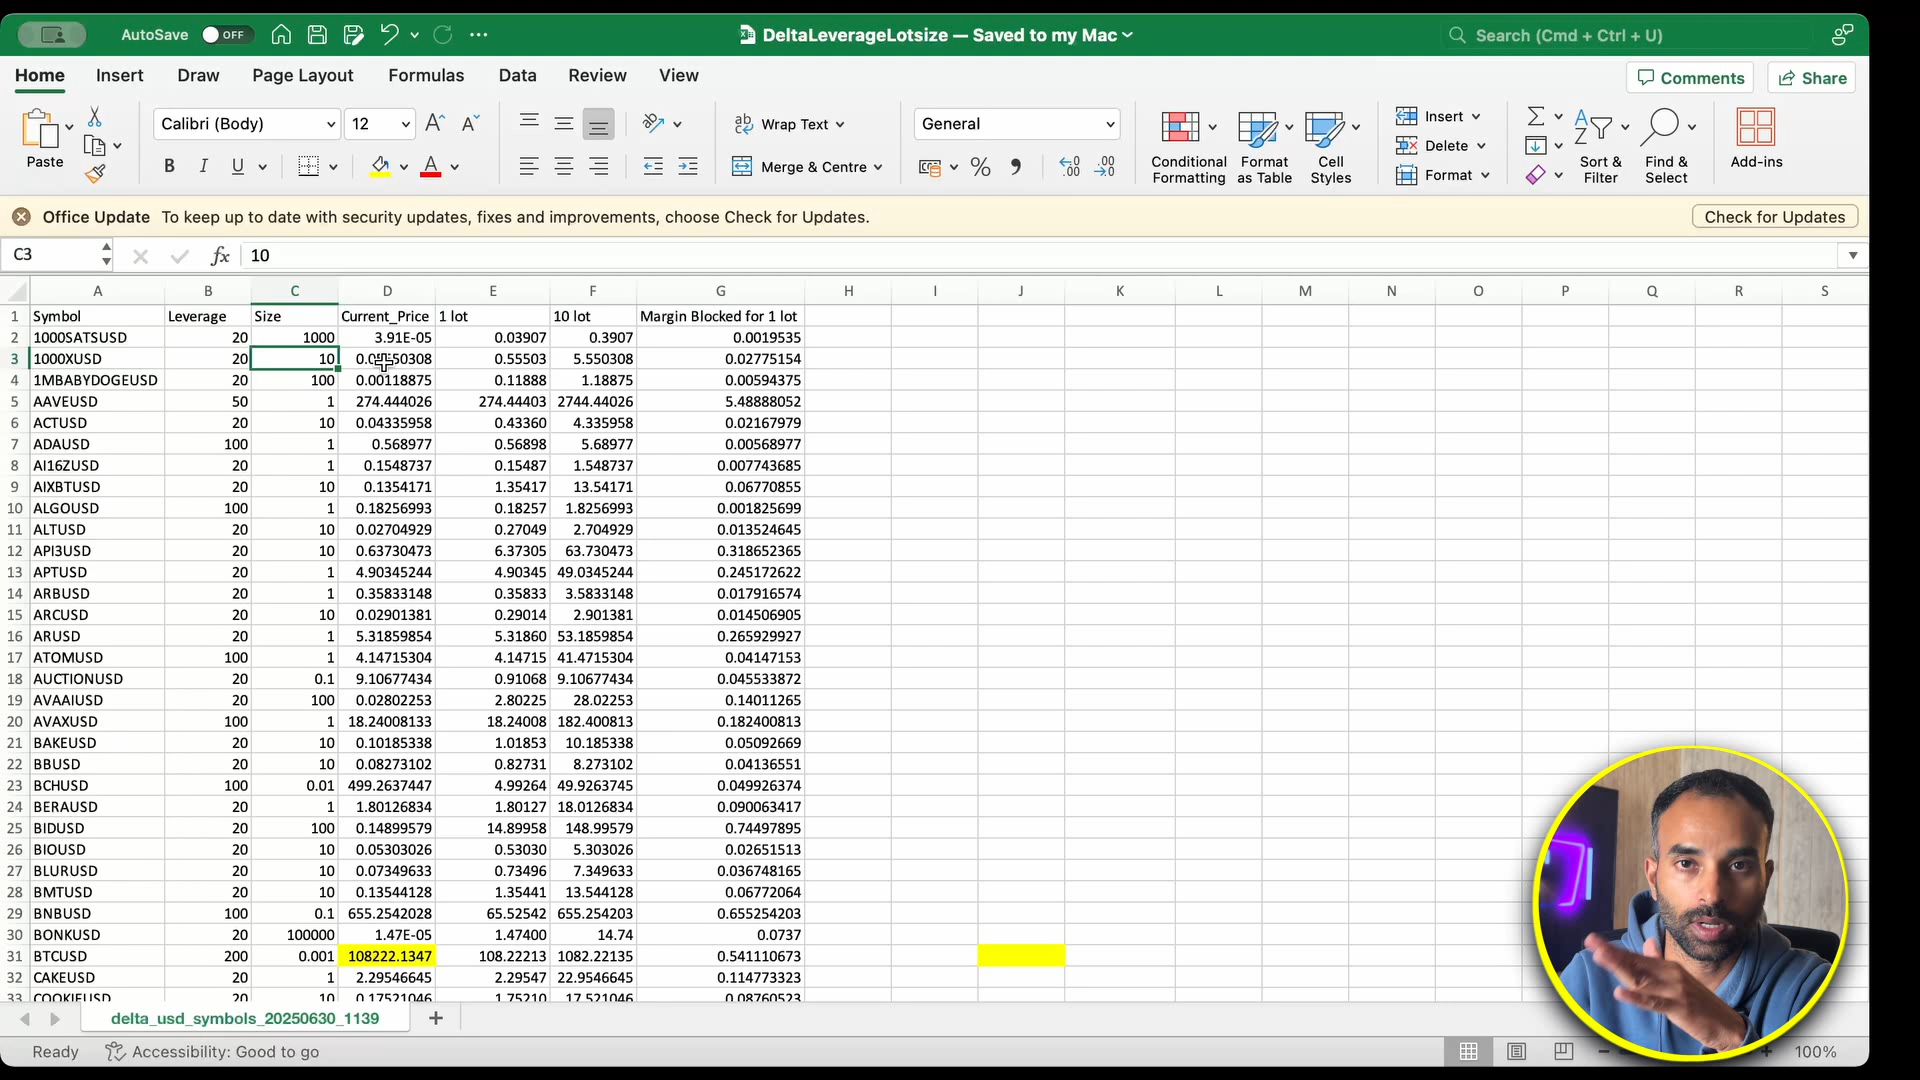 AutoSave OFF DeltaLeverageLotsize — Saved to my Mac Search (Cmd + Ctrl + U)
Home Insert Draw Page Layout Formulas Data Review View Comments Share
Paste Calibri (Body) 12 Wrap Text General Insert
B I U Merge & Centre Conditional Formatting Format as Table Cell Styles Delete Format Sort & Filter Find & Select Add-ins
Office Update To keep up to date with security updates, fixes and improvements, choose Check for Updates. Check for Updates
C3 fx 10
A B C D E F G H I J K L M N O P Q R S
1 Symbol Leverage Size Current_Price 1 lot 10 lot Margin Blocked for 1 lot
2 1000SATSUSD 20 1000 3.91E-05 0.03907 0.3907 0.0019535
3 1000XUSD 20 10 0.55503 5.550308 0.02775154
4 1MBABYDOGEUSD 20 100 0.00118875 0.11888 1.18875 0.00594375
5 AAVEUSD 50 1 274.444026 274.44403 2744.44026 5.48888052
6 ACTUSD 20 10 0.04335958 0.43360 4.335958 0.02167979
7 ADAUSD 100 1 0.568977 0.56898 5.68977 0.00568977
8 AI16ZUSD 20 1 0.1548737 0.15487 1.548737 0.007743685
9 AIXBTUSD 20 10 0.1354171 1.35417 13.54171 0.06770855
10 ALGOUSD 100 1 0.18256993 0.18257 1.8256993 0.001825699
11 ALTUSD 20 10 0.02704929 0.27049 2.704929 0.013524645
12 API3USD 20 10 0.63730473 6.37305 63.730473 0.318652365
13 APTUSD 20 1 4.90345244 4.90345 49.0345244 0.245172622
14 ARBUSD 20 1 0.35833148 0.35833 3.5833148 0.017916574
15 ARCUSD 20 10 0.02901381 0.29014 2.901381 0.014506905
16 ARUSD 20 1 5.31859854 5.31860 53.1859854 0.265929927
17 ATOMUSD 100 1 4.14715304 4.14715 41.4715304 0.04147153
18 AUCTIONUSD 20 0.1 9.10677434 0.91068 9.10677434 0.045533872
19 AVAAIUSD 20 100 0.02802253 2.80225 28.02253 0.14011265
20 AVAXUSD 100 1 18.24008133 18.24008 182.400813 0.182400813
21 BAKEUSD 20 10 0.10185338 1.01853 10.185338 0.05092669
22 BBUSD 20 10 0.08273102 0.82731 8.273102 0.04136551
23 BCHUSD 100 0.01 499.2637447 4.99264 49.9263745 0.049926374
24 BERAUSD 20 1 1.80126834 1.80127 18.0126834 0.090063417
25 BIDUSD 20 100 0.14899579 14.89958 148.99579 0.74497895
26 BIOUSD 20 10 0.05303026 0.53030 5.303026 0.02651513
27 BLURUSD 20 10 0.07349633 0.73496 7.349633 0.036748165
28 BMTUSD 20 10 0.13544128 1.35441 13.544128 0.06772064
29 BNBUSD 100 0.1 655.2542028 65.52542 655.254203 0.655254203
30 BONKUSD 20 100000 1.47E-05 1.47400 14.74 0.0737
31 BTCUSD 200 0.001 108222.1347 108.22213 1082.22135 0.541110673
32 CAKEUSD 20 1 2.29546645 2.29547 22.9546645 0.114773323
33 COOKIEUSD 20 10 0.17521046 1.75210 17.521046 0.08760523
delta_usd_symbols_20250630_1139
Ready Accessibility: Good to go 100%